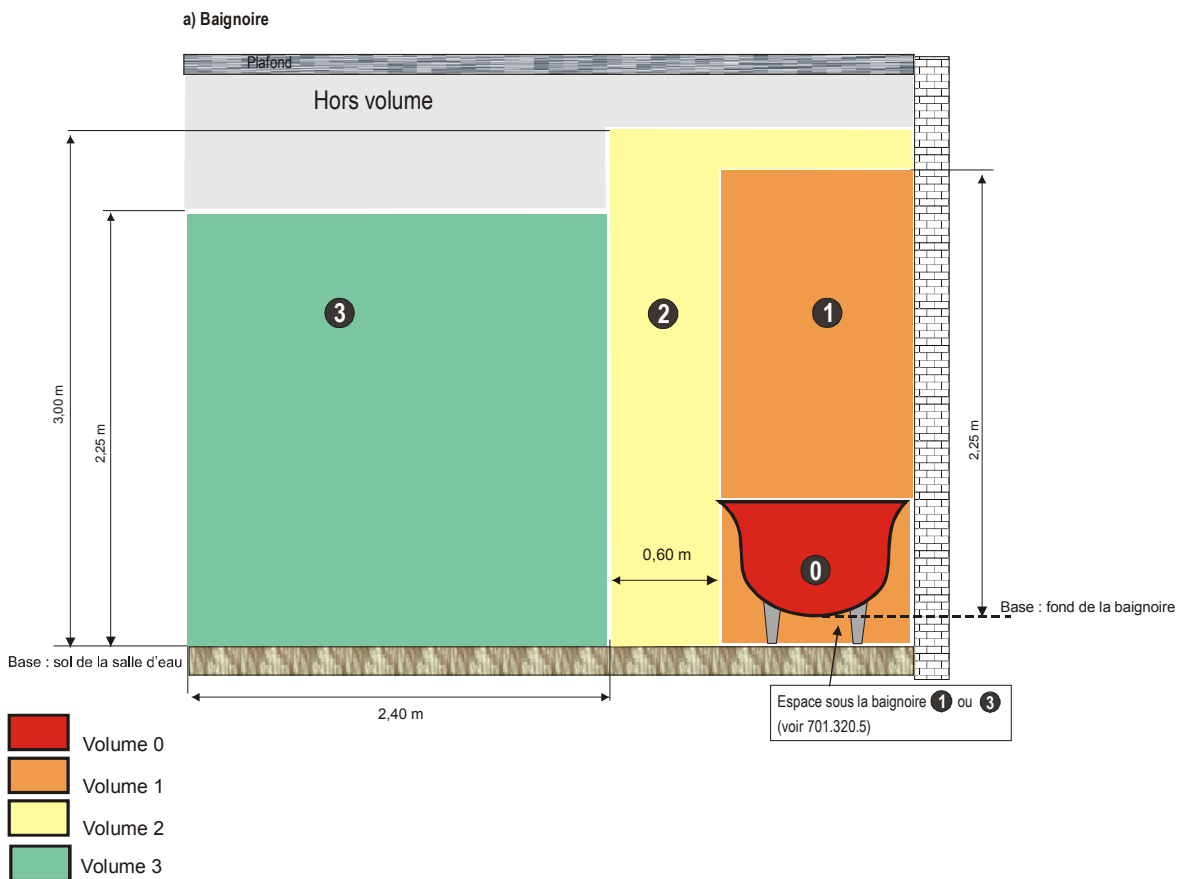 a) Baignoire
Plafond
Hors volume
3
2
1
3,00 m
2,25 m
2,25 m
0,60 m
0
Base : fond de la baignoire
Base : sol de la salle d'eau
2,40 m
Espace sous la baignoire 1 ou 3
(voir 701.320.5)
Volume 0
Volume 1
Volume 2
Volume 3